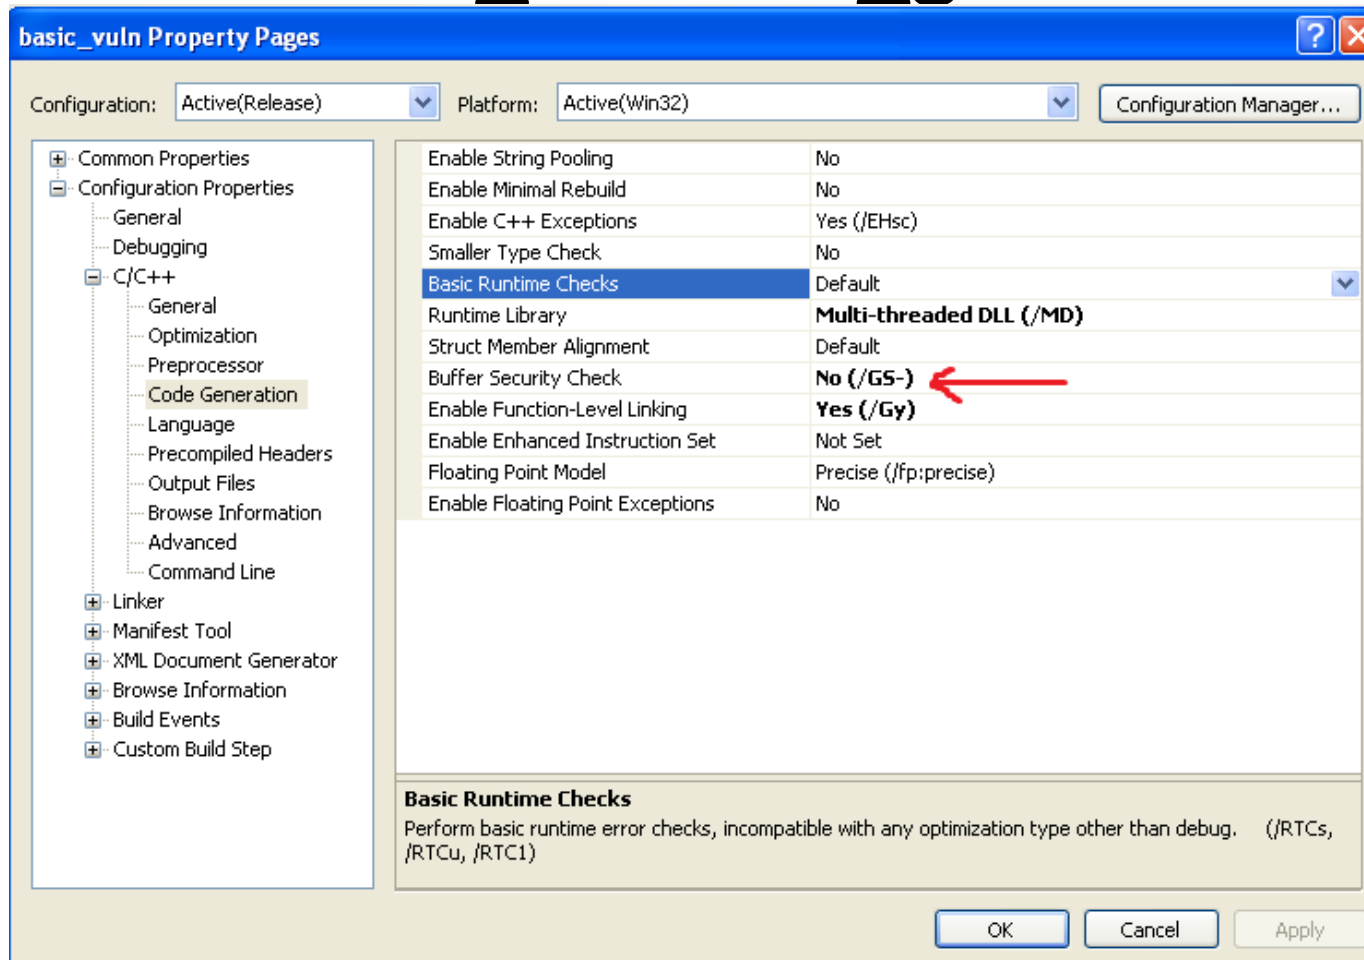 basic_vuln Property Pages
Configuration: Active(Release) Platform: Active(Win32) Configuration Manager...
Common Properties
Configuration Properties
General
Debugging
C/C++
General
Optimization
Preprocessor
Code Generation
Language
Precompiled Headers
Output Files
Browse Information
Advanced
Command Line
Linker
Manifest Tool
XML Document Generator
Browse Information
Build Events
Custom Build Step
Enable String Pooling No
Enable Minimal Rebuild No
Enable C++ Exceptions Yes (/EHsc)
Smaller Type Check No
Basic Runtime Checks Default
Runtime Library Multi-threaded DLL (/MD)
Struct Member Alignment Default
Buffer Security Check No (/GS-)
Enable Function-Level Linking Yes (/Gy)
Enable Enhanced Instruction Set Not Set
Floating Point Model Precise (/fp:precise)
Enable Floating Point Exceptions No
Basic Runtime Checks
Perform basic runtime error checks, incompatible with any optimization type other than debug. (/RTCs,
/RTCu, /RTC1)
OK Cancel Apply